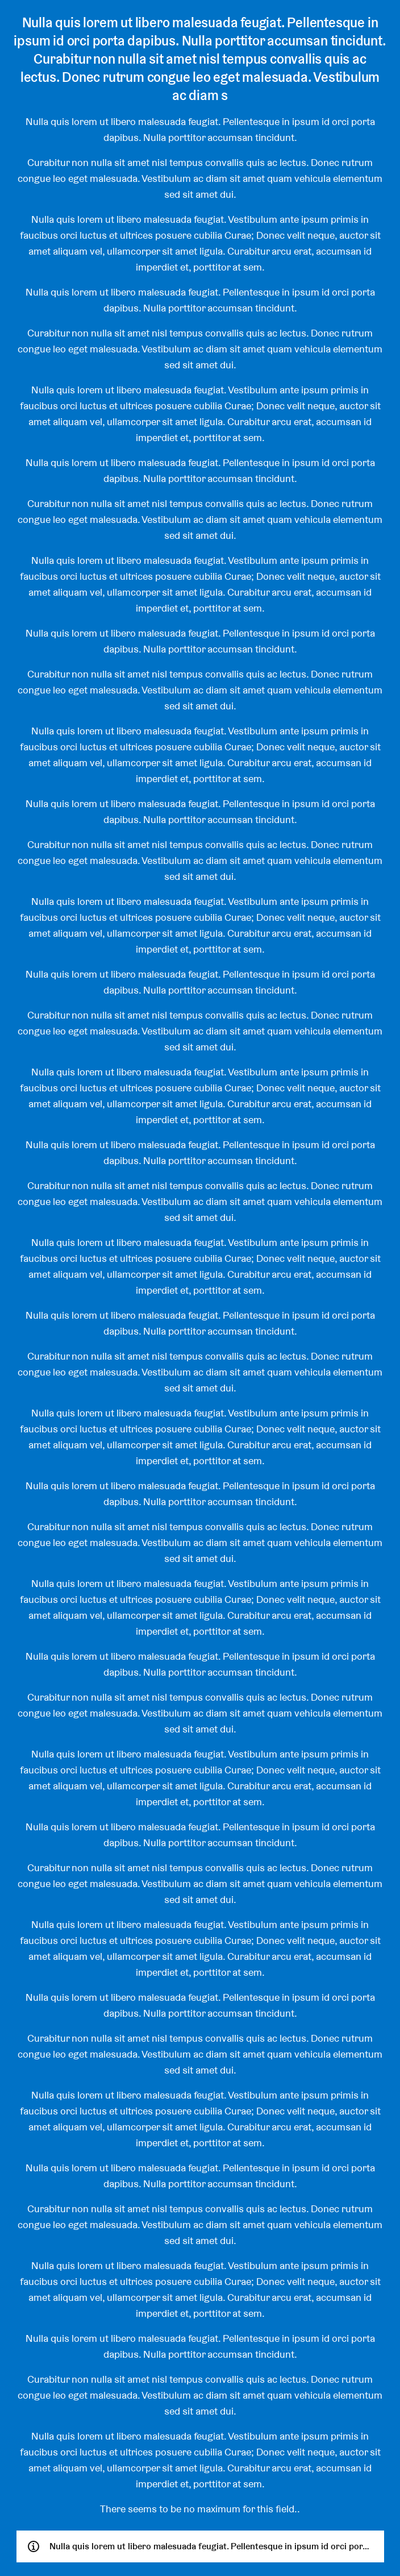 Nulla quis lorem ut libero malesuada feugiat. Pellentesque in
ipsum id orci porta dapibus. Nulla porttitor accumsan tincidunt.
Curabitur non nulla sit amet nisl tempus convallis quis ac
lectus. Donec rutrum congue leo eget malesuada. Vestibulum
ac diam s
Nulla quis lorem ut libero malesuada feugiat. Pellentesque in ipsum id orci porta
dapibus. Nulla porttitor accumsan tincidunt.
Curabitur non nulla sit amet nisl tempus convallis quis ac lectus. Donec rutrum
congue leo eget malesuada. Vestibulum ac diam sit amet quam vehicula elementum
sed sit amet dui.
Nulla quis lorem ut libero malesuada feugiat. Vestibulum ante ipsum primis in
faucibus orci luctus et ultrices posuere cubilia Curae; Donec velit neque, auctor sit
amet aliquam vel, ullamcorper sit amet ligula. Curabitur arcu erat, accumsan id
imperdiet et, porttitor at sem.
Nulla quis lorem ut libero malesuada feugiat. Pellentesque in ipsum id orci porta
dapibus. Nulla porttitor accumsan tincidunt.
Curabitur non nulla sit amet nisl tempus convallis quis ac lectus. Donec rutrum
congue leo eget malesuada. Vestibulum ac diam sit amet quam vehicula elementum
sed sit amet dui.
Nulla quis lorem ut libero malesuada feugiat. Vestibulum ante ipsum primis in
faucibus orci luctus et ultrices posuere cubilia Curae; Donec velit neque, auctor sit
amet aliquam vel, ullamcorper sit amet ligula. Curabitur arcu erat, accumsan id
imperdiet et, porttitor at sem.
Nulla quis lorem ut libero malesuada feugiat. Pellentesque in ipsum id orci porta
dapibus. Nulla porttitor accumsan tincidunt.
Curabitur non nulla sit amet nisl tempus convallis quis ac lectus. Donec rutrum
congue leo eget malesuada. Vestibulum ac diam sit amet quam vehicula elementum
sed sit amet dui.
Nulla quis lorem ut libero malesuada feugiat. Vestibulum ante ipsum primis in
faucibus orci luctus et ultrices posuere cubilia Curae; Donec velit neque, auctor sit
amet aliquam vel, ullamcorper sit amet ligula. Curabitur arcu erat, accumsan id
imperdiet et, porttitor at sem.
Nulla quis lorem ut libero malesuada feugiat. Pellentesque in ipsum id orci porta
dapibus. Nulla porttitor accumsan tincidunt.
Curabitur non nulla sit amet nisl tempus convallis quis ac lectus. Donec rutrum
congue leo eget malesuada. Vestibulum ac diam sit amet quam vehicula elementum
sed sit amet dui.
Nulla quis lorem ut libero malesuada feugiat. Vestibulum ante ipsum primis in
faucibus orci luctus et ultrices posuere cubilia Curae; Donec velit neque, auctor sit
amet aliquam vel, ullamcorper sit amet ligula. Curabitur arcu erat, accumsan id
imperdiet et, porttitor at sem.
Nulla quis lorem ut libero malesuada feugiat. Pellentesque in ipsum id orci porta
dapibus. Nulla porttitor accumsan tincidunt.
Curabitur non nulla sit amet nisl tempus convallis quis ac lectus. Donec rutrum
congue leo eget malesuada. Vestibulum ac diam sit amet quam vehicula elementum
sed sit amet dui.
Nulla quis lorem ut libero malesuada feugiat. Vestibulum ante ipsum primis in
faucibus orci luctus et ultrices posuere cubilia Curae; Donec velit neque, auctor sit
amet aliquam vel, ullamcorper sit amet ligula. Curabitur arcu erat, accumsan id
imperdiet et, porttitor at sem.
Nulla quis lorem ut libero malesuada feugiat. Pellentesque in ipsum id orci porta
dapibus. Nulla porttitor accumsan tincidunt.
Curabitur non nulla sit amet nisl tempus convallis quis ac lectus. Donec rutrum
congue leo eget malesuada. Vestibulum ac diam sit amet quam vehicula elementum
sed sit amet dui.
Nulla quis lorem ut libero malesuada feugiat. Vestibulum ante ipsum primis in
faucibus orci luctus et ultrices posuere cubilia Curae; Donec velit neque, auctor sit
amet aliquam vel, ullamcorper sit amet ligula. Curabitur arcu erat, accumsan id
imperdiet et, porttitor at sem.
Nulla quis lorem ut libero malesuada feugiat. Pellentesque in ipsum id orci porta
dapibus. Nulla porttitor accumsan tincidunt.
Curabitur non nulla sit amet nisl tempus convallis quis ac lectus. Donec rutrum
congue leo eget malesuada. Vestibulum ac diam sit amet quam vehicula elementum
sed sit amet dui.
Nulla quis lorem ut libero malesuada feugiat. Vestibulum ante ipsum primis in
faucibus orci luctus et ultrices posuere cubilia Curae; Donec velit neque, auctor sit
amet aliquam vel, ullamcorper sit amet ligula. Curabitur arcu erat, accumsan id
imperdiet et, porttitor at sem.
Nulla quis lorem ut libero malesuada feugiat. Pellentesque in ipsum id orci porta
dapibus. Nulla porttitor accumsan tincidunt.
Curabitur non nulla sit amet nisl tempus convallis quis ac lectus. Donec rutrum
congue leo eget malesuada. Vestibulum ac diam sit amet quam vehicula elementum
sed sit amet dui.
Nulla quis lorem ut libero malesuada feugiat. Vestibulum ante ipsum primis in
faucibus orci luctus et ultrices posuere cubilia Curae; Donec velit neque, auctor sit
amet aliquam vel, ullamcorper sit amet ligula. Curabitur arcu erat, accumsan id
imperdiet et, porttitor at sem.
Nulla quis lorem ut libero malesuada feugiat. Pellentesque in ipsum id orci porta
dapibus. Nulla porttitor accumsan tincidunt.
Curabitur non nulla sit amet nisl tempus convallis quis ac lectus. Donec rutrum
congue leo eget malesuada. Vestibulum ac diam sit amet quam vehicula elementum
sed sit amet dui.
Nulla quis lorem ut libero malesuada feugiat. Vestibulum ante ipsum primis in
faucibus orci luctus et ultrices posuere cubilia Curae; Donec velit neque, auctor sit
amet aliquam vel, ullamcorper sit amet ligula. Curabitur arcu erat, accumsan id
imperdiet et, porttitor at sem.
Nulla quis lorem ut libero malesuada feugiat. Pellentesque in ipsum id orci porta
dapibus. Nulla porttitor accumsan tincidunt.
Curabitur non nulla sit amet nisl tempus convallis quis ac lectus. Donec rutrum
congue leo eget malesuada. Vestibulum ac diam sit amet quam vehicula elementum
sed sit amet dui.
Nulla quis lorem ut libero malesuada feugiat. Vestibulum ante ipsum primis in
faucibus orci luctus et ultrices posuere cubilia Curae; Donec velit neque, auctor sit
amet aliquam vel, ullamcorper sit amet ligula. Curabitur arcu erat, accumsan id
imperdiet et, porttitor at sem.
Nulla quis lorem ut libero malesuada feugiat. Pellentesque in ipsum id orci porta
dapibus. Nulla porttitor accumsan tincidunt.
Curabitur non nulla sit amet nisl tempus convallis quis ac lectus. Donec rutrum
congue leo eget malesuada. Vestibulum ac diam sit amet quam vehicula elementum
sed sit amet dui.
Nulla quis lorem ut libero malesuada feugiat. Vestibulum ante ipsum primis in
faucibus orci luctus et ultrices posuere cubilia Curae; Donec velit neque, auctor sit
amet aliquam vel, ullamcorper sit amet ligula. Curabitur arcu erat, accumsan id
imperdiet et, porttitor at sem.
Nulla quis lorem ut libero malesuada feugiat. Pellentesque in ipsum id orci porta
dapibus. Nulla porttitor accumsan tincidunt.
Curabitur non nulla sit amet nisl tempus convallis quis ac lectus. Donec rutrum
congue leo eget malesuada. Vestibulum ac diam sit amet quam vehicula elementum
sed sit amet dui.
Nulla quis lorem ut libero malesuada feugiat. Vestibulum ante ipsum primis in
faucibus orci luctus et ultrices posuere cubilia Curae; Donec velit neque, auctor sit
amet aliquam vel, ullamcorper sit amet ligula. Curabitur arcu erat, accumsan id
imperdiet et, porttitor at sem.
Nulla quis lorem ut libero malesuada feugiat. Pellentesque in ipsum id orci porta
dapibus. Nulla porttitor accumsan tincidunt.
Curabitur non nulla sit amet nisl tempus convallis quis ac lectus. Donec rutrum
congue leo eget malesuada. Vestibulum ac diam sit amet quam vehicula elementum
sed sit amet dui.
Nulla quis lorem ut libero malesuada feugiat. Vestibulum ante ipsum primis in
faucibus orci luctus et ultrices posuere cubilia Curae; Donec velit neque, auctor sit
amet aliquam vel, ullamcorper sit amet ligula. Curabitur arcu erat, accumsan id
imperdiet et, porttitor at sem.
Nulla quis lorem ut libero malesuada feugiat. Pellentesque in ipsum id orci porta
dapibus. Nulla porttitor accumsan tincidunt.
Curabitur non nulla sit amet nisl tempus convallis quis ac lectus. Donec rutrum
congue leo eget malesuada. Vestibulum ac diam sit amet quam vehicula elementum
sed sit amet dui.
Nulla quis lorem ut libero malesuada feugiat. Vestibulum ante ipsum primis in
faucibus orci luctus et ultrices posuere cubilia Curae; Donec velit neque, auctor sit
amet aliquam vel, ullamcorper sit amet ligula. Curabitur arcu erat, accumsan id
imperdiet et, porttitor at sem.
There seems to be no maximum for this field..
Nulla quis lorem ut libero malesuada feugiat. Pellentesque in ipsum id orci por...